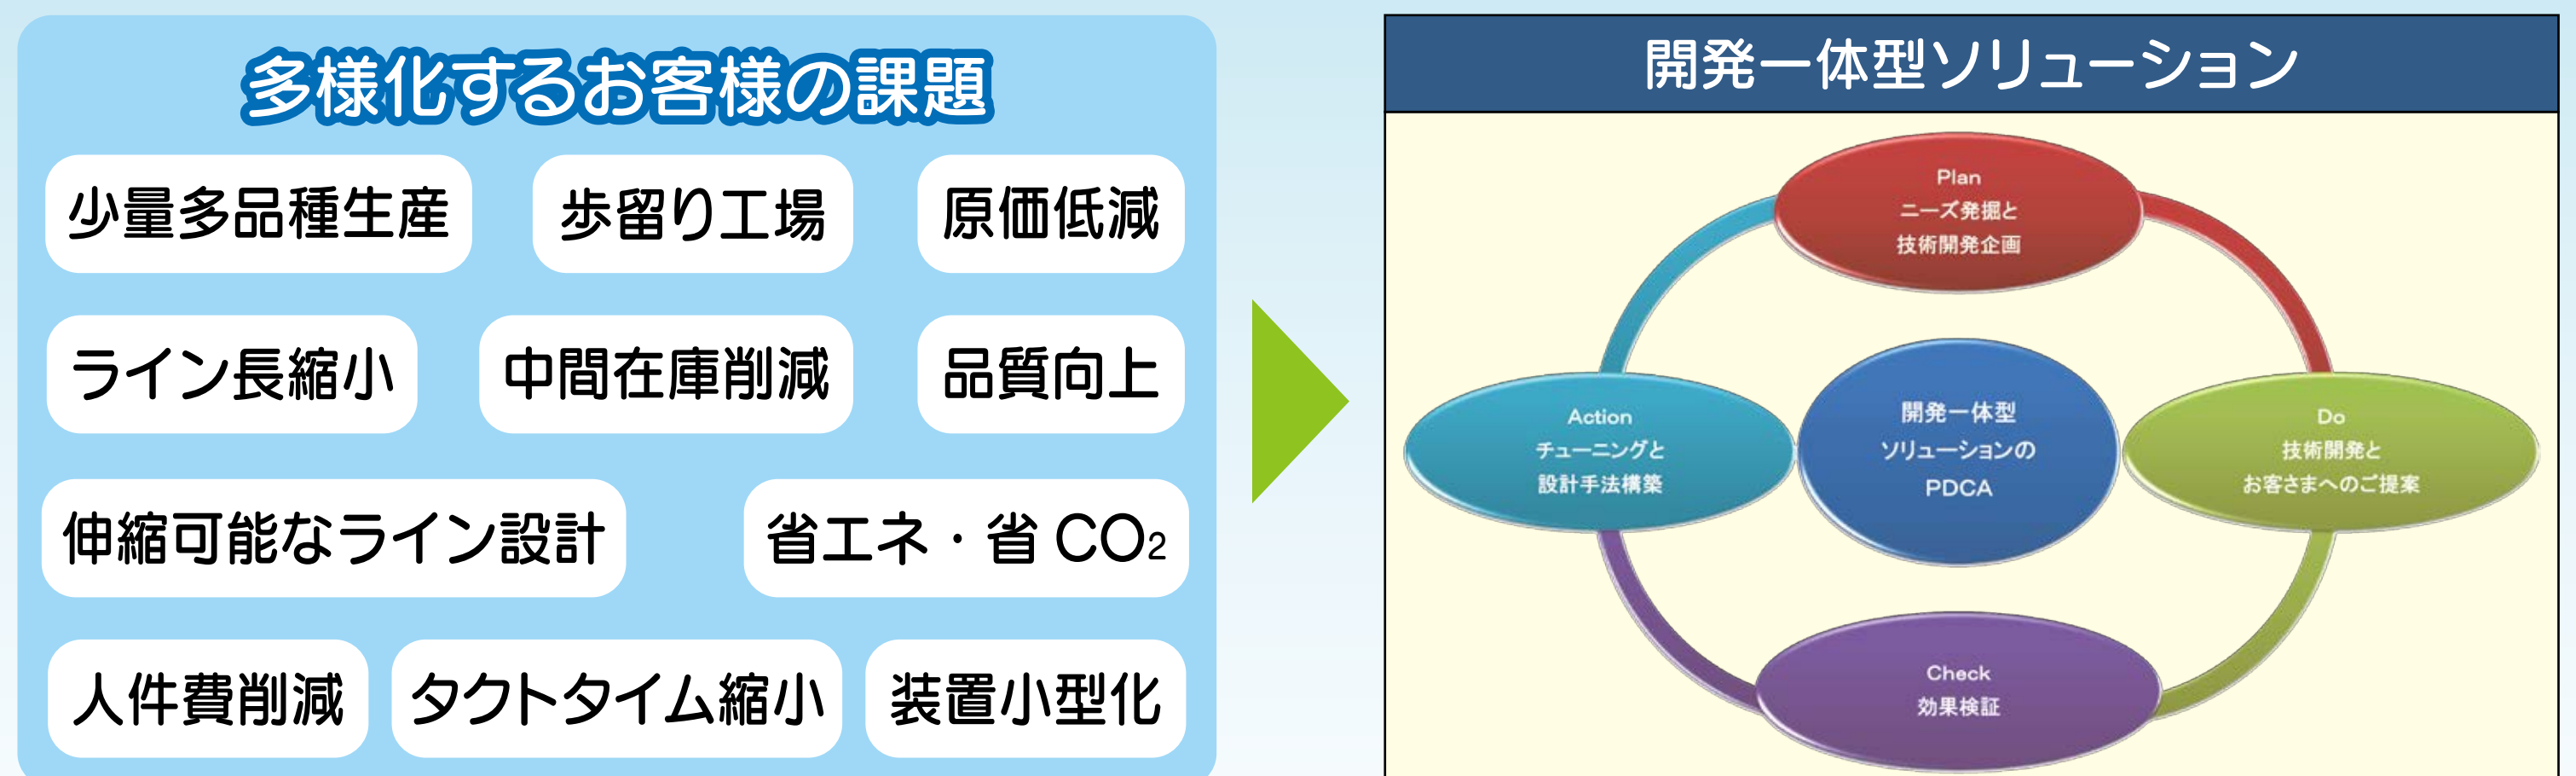 多様化するお客様の課題
少量多品種生産
歩留り工場
原価低減
ライン長縮小
中間在庫削減
品質向上
伸縮可能なライン設計
省エネ・省CO₂
人件費削減
タクトタイム縮小
装置小型化
開発一体型ソリューション
Plan
ニーズ発掘と
技術開発企画
Action
チューニングと
設計手法構築
開発一体型
ソリューションの
PDCA
Do
技術開発と
お客さまへのご提案
Check
効果検証